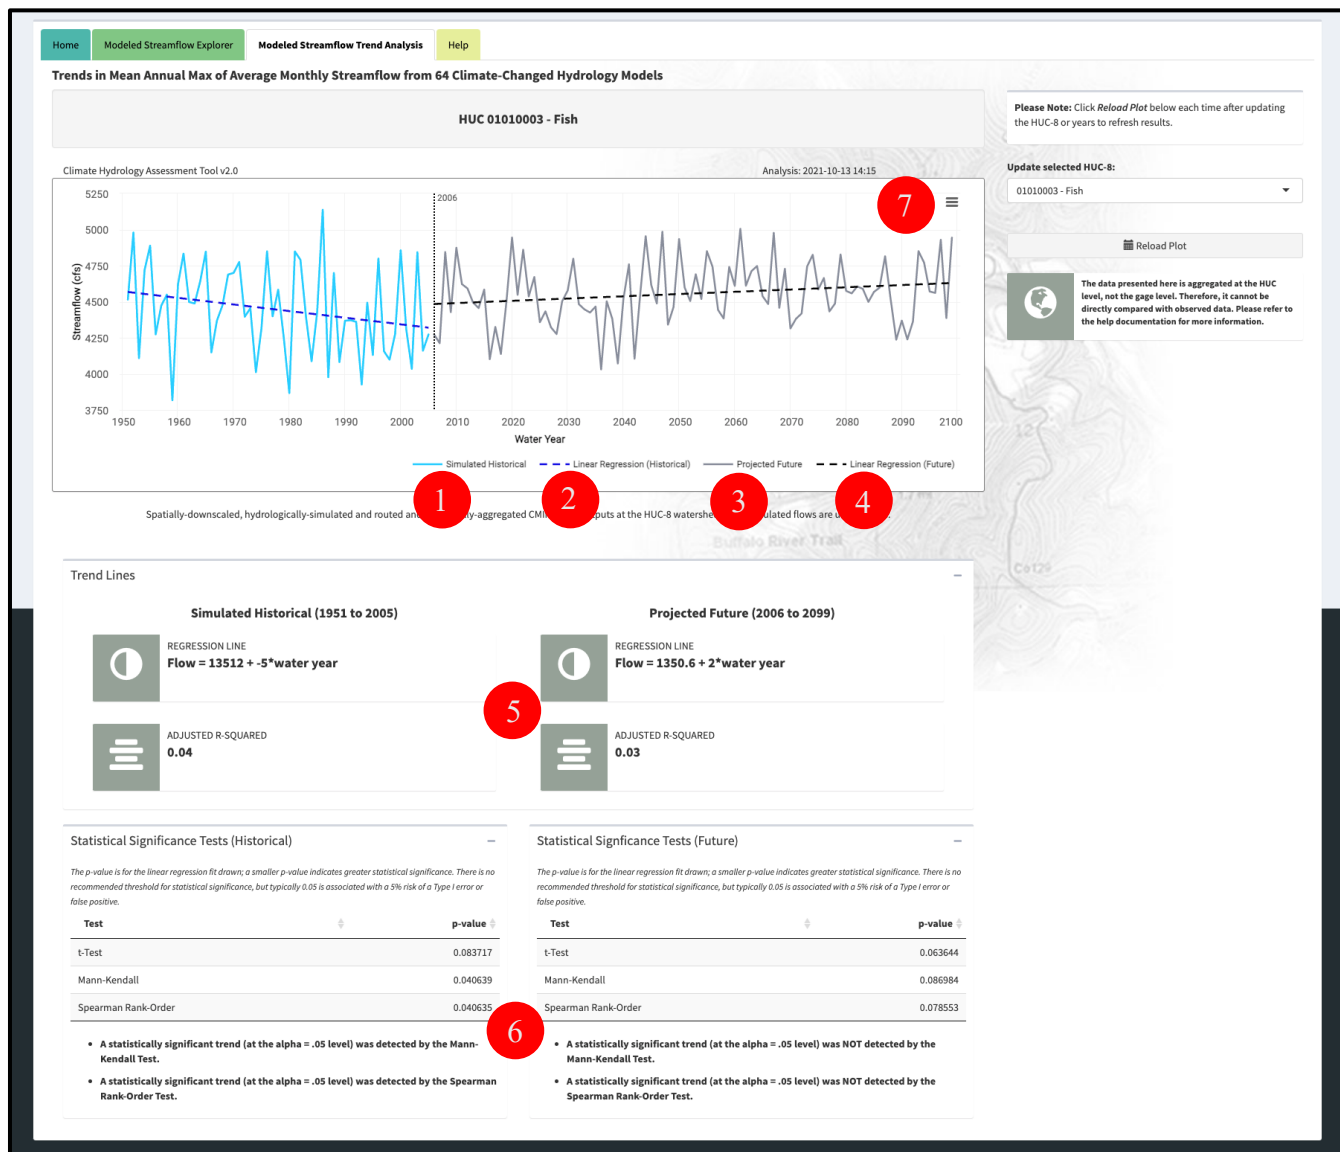 Home
Modeled Streamflow Explorer
Modeled Streamflow Trend Analysis
Help
Trends in Mean Annual Max of Average Monthly Streamflow from 64 Climate-Changed Hydrology Models
HUC 01010003 - Fish
Please Note: Click Reload Plot below each time after updating
the HUC-8 or years to refresh results.
Update selected HUC-8:
01010003 - Fish
Reload Plot
The data presented here is aggregated at the HUC
level, not the gage level. Therefore, it cannot be
directly compared with observed data. Please refer to
the help documentation for more information.
Climate Hydrology Assessment Tool v2.0
Analysis: 2021-10-13 14:15
7
2006
Streamflow (cfs)
5250
5000
4750
4500
4250
4000
3750
1950 1960 1970 1980 1990 2000 2010 2020 2030 2040 2050 2060 2070 2080 2090 2100
Water Year
Simulated Historical
Linear Regression (Historical)
Projected Future
Linear Regression (Future)
1
2
3
4
Spatially-downscaled, hydrologically-simulated and routed and
-aggregated
at the HUC-8
flows are
Buffalo River Trail
Co129
Trend Lines
Simulated Historical (1951 to 2005)
REGRESSION LINE
Flow = 13512 + -5*water year
ADJUSTED R-SQUARED
0.04
Projected Future (2006 to 2099)
REGRESSION LINE
Flow = 1350.6 + 2*water year
ADJUSTED R-SQUARED
0.03
5
Statistical Significance Tests (Historical)
The p-value is for the linear regression fit drawn; a smaller p-value indicates greater statistical significance. There is no
recommended threshold for statistical significance, but typically 0.05 is associated with a 5% risk of a Type I error or
false positive.
Test p-value
t-Test 0.083717
Mann-Kendall 0.040639
Spearman Rank-Order 0.040635
A statistically significant trend (at the alpha = .05 level) was detected by the Mann-
Kendall Test.
A statistically significant trend (at the alpha = .05 level) was detected by the Spearman
Rank-Order Test.
6
Statistical Signficance Tests (Future)
The p-value is for the linear regression fit drawn; a smaller p-value indicates greater statistical significance. There is no
recommended threshold for statistical significance, but typically 0.05 is associated with a 5% risk of a Type I error or
false positive.
Test p-value
t-Test 0.063644
Mann-Kendall 0.086984
Spearman Rank-Order 0.078553
A statistically significant trend (at the alpha = .05 level) was NOT detected by the
Mann-Kendall Test.
A statistically significant trend (at the alpha = .05 level) was NOT detected by the
Spearman Rank-Order Test.